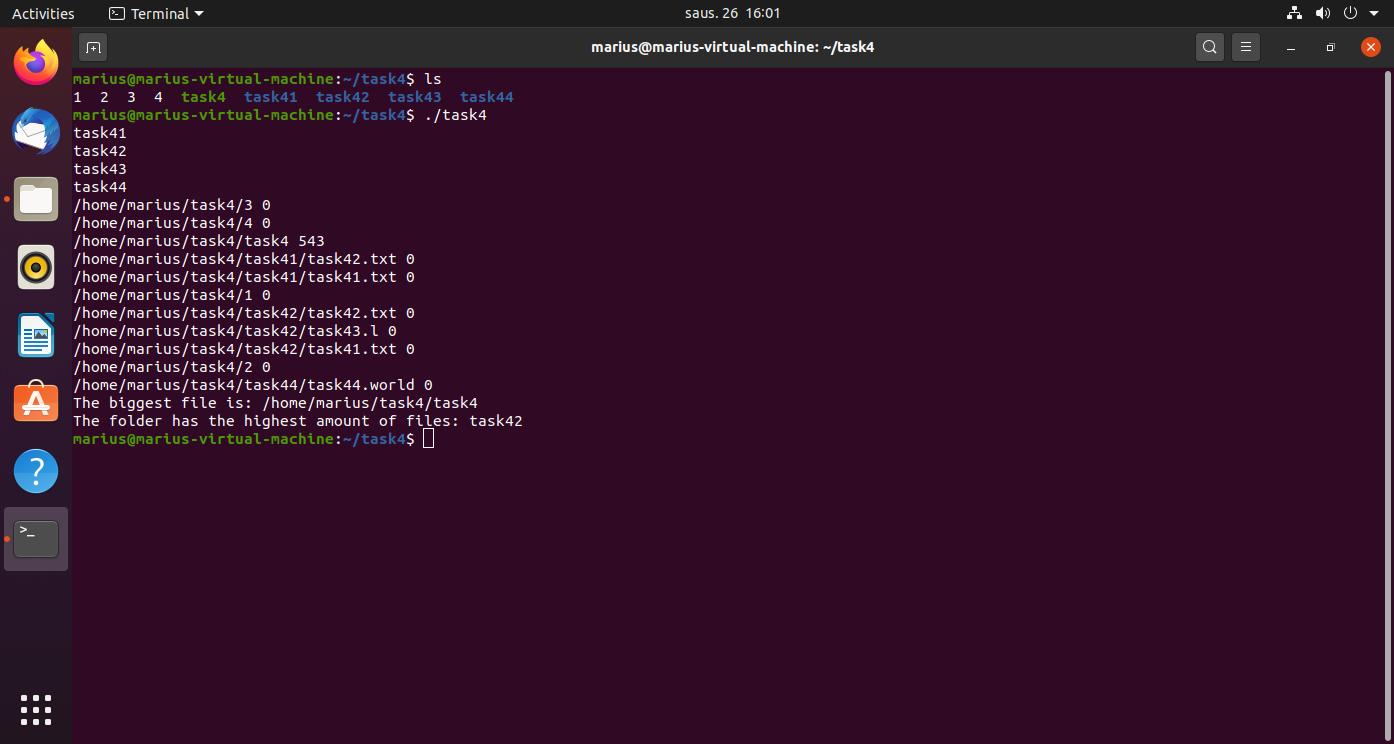 Activities
Terminal
saus. 26 16:01
marius@marius-virtual-machine: ~/task4
marius@marius-virtual-machine:~/task4$ ls
1 2 3 4 task4 task41 task42 task43 task44
marius@marius-virtual-machine:~/task4$ ./task4
task41
task42
task43
task44
/home/marius/task4/3 0
/home/marius/task4/4 0
/home/marius/task4/task4 543
/home/marius/task4/task41/task42.txt 0
/home/marius/task4/task41/task41.txt 0
/home/marius/task4/1 0
/home/marius/task4/task42/task42.txt 0
/home/marius/task4/task42/task43.l 0
/home/marius/task4/task42/task41.txt 0
/home/marius/task4/2 0
/home/marius/task4/task44/task44.world 0
The biggest file is: /home/marius/task4/task4
The folder has the highest amount of files: task42
marius@marius-virtual-machine:~/task4$